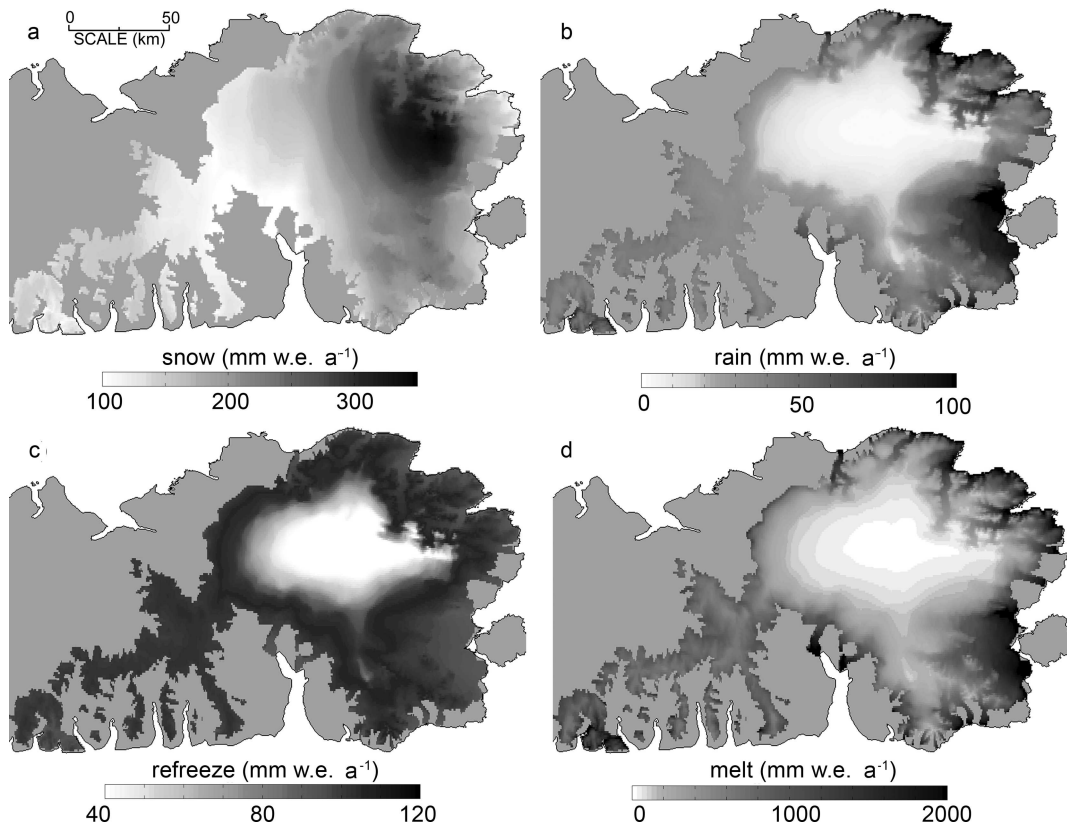 a
0 50
SCALE (km)
b
snow (mm w.e. a⁻¹)
100 200 300
rain (mm w.e. a⁻¹)
0 50 100
c
d
refreeze (mm w.e. a⁻¹)
40 80 120
melt (mm w.e. a⁻¹)
0 1000 2000